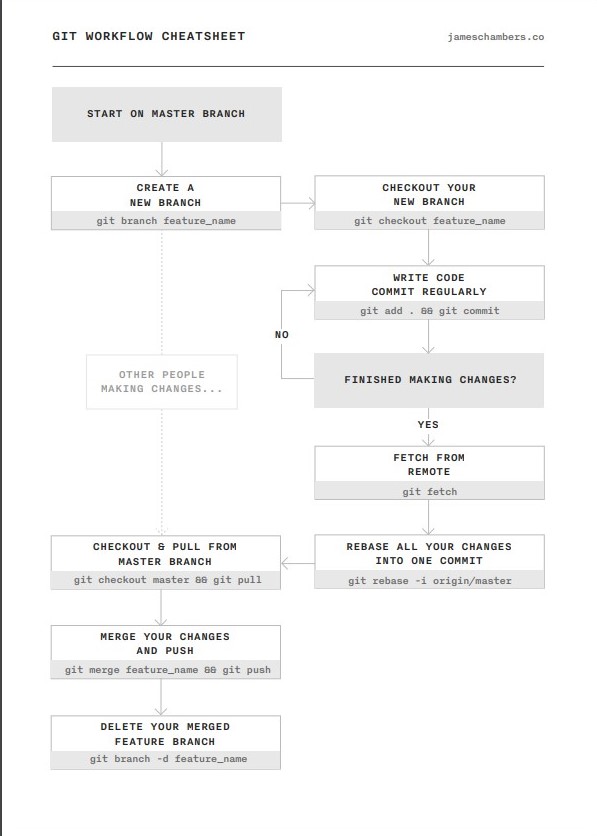 GIT WORKFLOW CHEATSHEET
jameschambers.co
START ON MASTER BRANCH
CREATE A
NEW BRANCH
git branch feature_name
CHECKOUT YOUR
NEW BRANCH
git checkout feature_name
WRITE CODE
COMMIT REGULARLY
git add . && git commit
NO
FINISHED MAKING CHANGES?
OTHER PEOPLE
MAKING CHANGES...
YES
FETCH FROM
REMOTE
git fetch
REBASE ALL YOUR CHANGES
INTO ONE COMMIT
git rebase -i origin/master
CHECKOUT & PULL FROM
MASTER BRANCH
git checkout master && git pull
MERGE YOUR CHANGES
AND PUSH
git merge feature_name && git push
DELETE YOUR MERGED
FEATURE BRANCH
git branch -d feature_name